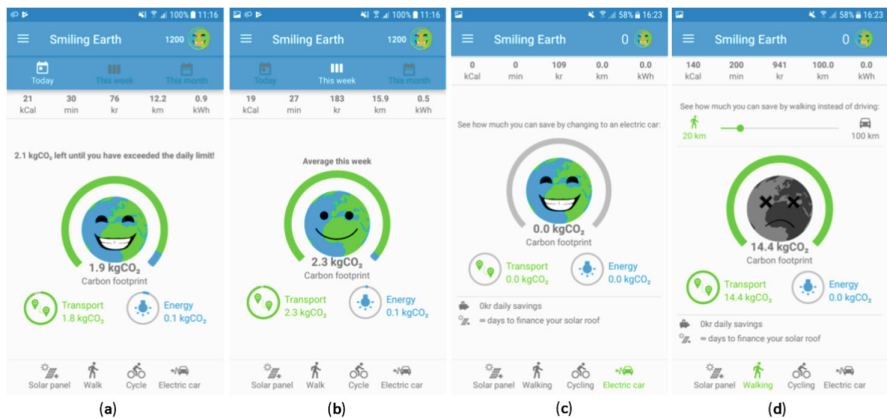 100% 11:16
Smiling Earth 1200
Today This week This month
21 30 76 12.2 0.9
kCal min kr km kWh
2.1 kgCO₂ left until you have exceeded the daily limit!
1.9 kgCO₂
Carbon footprint
Transport
1.8 kgCO₂
Energy
0.1 kgCO₂
Solar panel Walk Cycle Electric car
(a)
100% 11:16
Smiling Earth 1200
Today This week This month
19 27 183 15.9 0.5
kCal min kr km kWh
Average this week
2.3 kgCO₂
Carbon footprint
Transport
2.3 kgCO₂
Energy
0.1 kgCO₂
Solar panel Walk Cycle Electric car
(b)
58% 16:23
Smiling Earth 0
0 0 109 0.0 0.0
kCal min kr km kWh
See how much you can save by changing to an electric car:
0.0 kgCO₂
Carbon footprint
Transport
0.0 kgCO₂
Energy
0.0 kgCO₂
0kr daily savings
∞ days to finance your solar roof
Solar panel Walking Cycling Electric car
(c)
58% 16:23
Smiling Earth 0
140 200 941 100.0 0.0
kCal min kr km kWh
See how much you can save by walking instead of driving:
20 km 100 km
14.4 kgCO₂
Carbon footprint
Transport
14.4 kgCO₂
Energy
0.0 kgCO₂
0kr daily savings
∞ days to finance your solar roof
Solar panel Walking Cycling Electric car
(d)